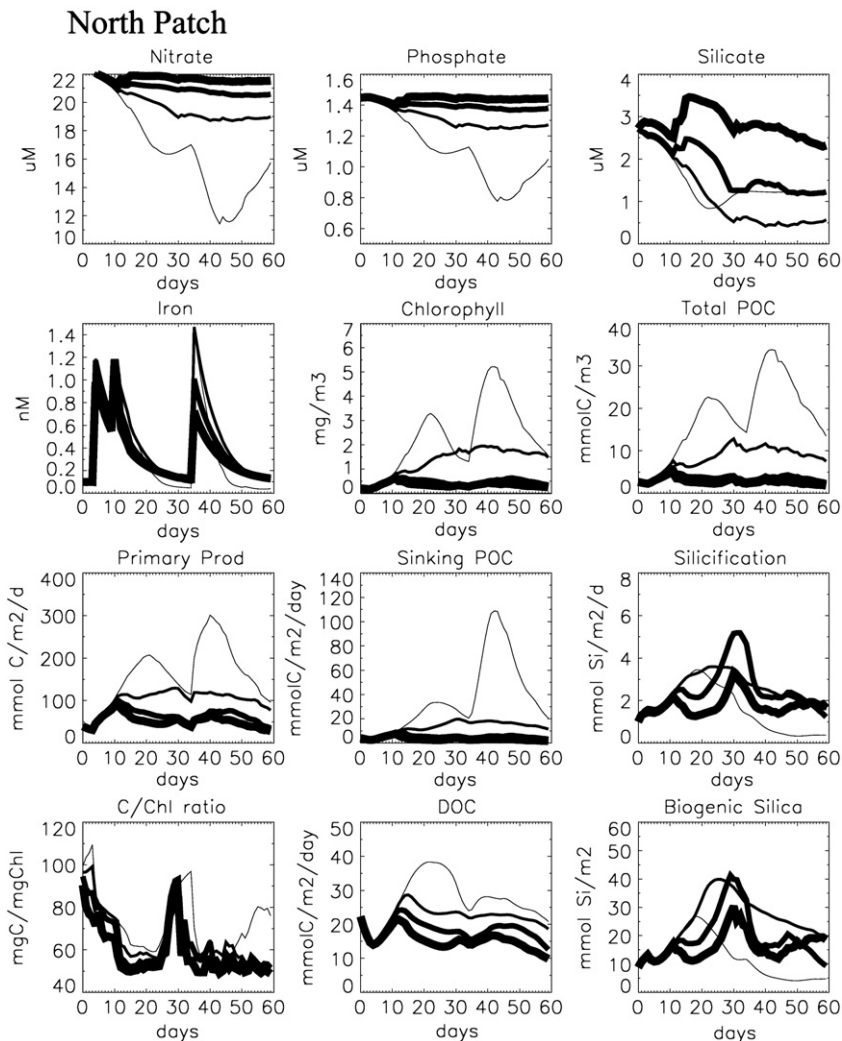 North Patch
Nitrate
Phosphate
Silicate
22
20
18
16
14
12
10
uM
0 10 20 30 40 50 60
days
1.6
1.4
1.2
1.0
0.8
0.6
uM
0 10 20 30 40 50 60
days
4
3
2
1
0
uM
0 10 20 30 40 50 60
days
Iron
Chlorophyll
Total POC
1.4
1.2
1.0
0.8
0.6
0.4
0.2
0.0
nM
0 10 20 30 40 50 60
days
7
6
5
4
3
2
1
0
mg/m3
0 10 20 30 40 50 60
days
40
30
20
10
0
mmolC/m3
0 10 20 30 40 50 60
days
Primary Prod
Sinking POC
Silicification
400
300
200
100
0
mmol C/m2/d
0 10 20 30 40 50 60
days
140
120
100
80
60
40
20
0
mmolC/m2/day
0 10 20 30 40 50 60
days
8
6
4
2
0
mmol Si/m2/d
0 10 20 30 40 50 60
days
C/Chl ratio
DOC
Biogenic Silica
120
100
80
60
40
mgC/mgChl
0 10 20 30 40 50 60
days
50
40
30
20
10
0
mmolC/m2/day
0 10 20 30 40 50 60
days
60
50
40
30
20
10
0
mmol Si/m2
0 10 20 30 40 50 60
days